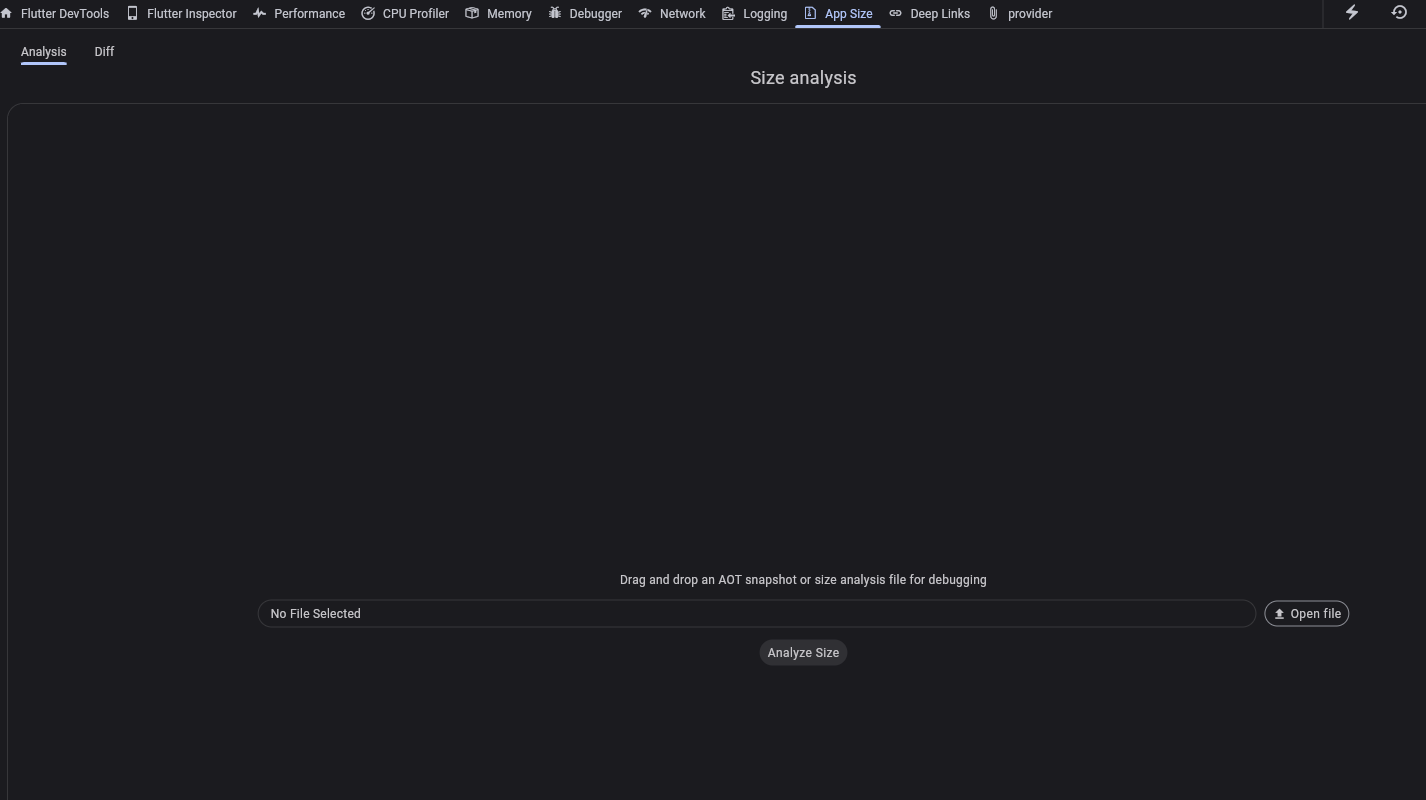 Flutter DevTools Flutter Inspector Performance CPU Profiler Memory Debugger Network Logging App Size Deep Links provider
Analysis Diff
Size analysis
Drag and drop an AOT snapshot or size analysis file for debugging
No File Selected Open file
Analyze Size